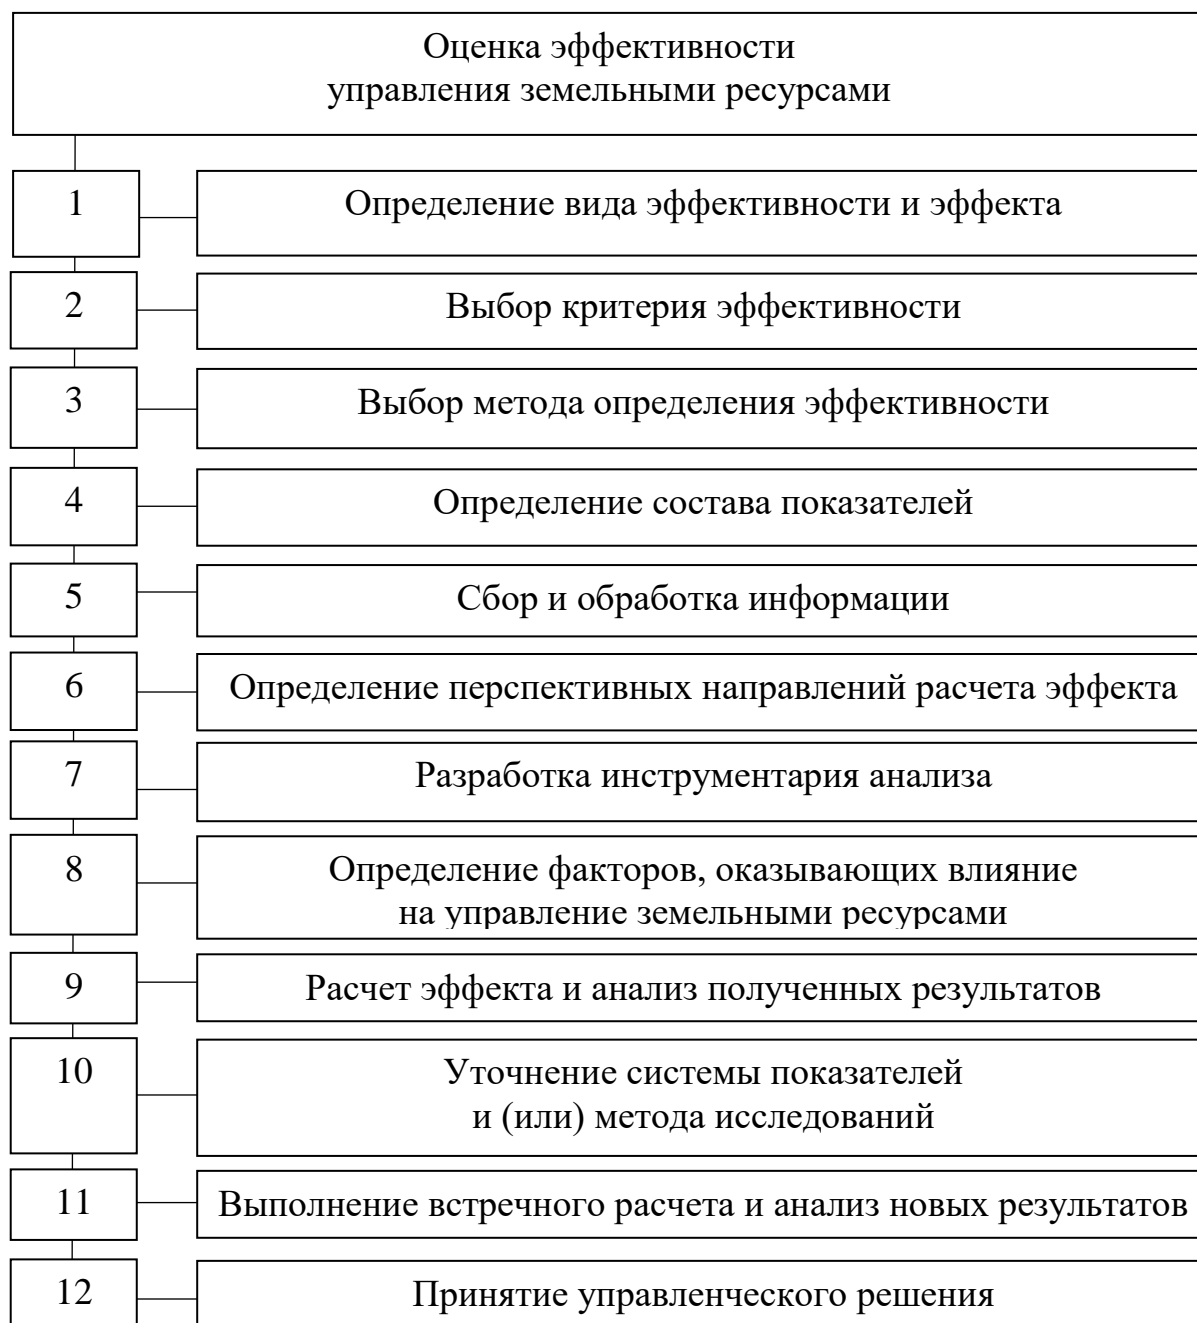 Оценка эффективности
управления земельными ресурсами
1
Определение вида эффективности и эффекта
2
Выбор критерия эффективности
3
Выбор метода определения эффективности
4
Определение состава показателей
5
Сбор и обработка информации
6
Определение перспективных направлений расчета эффекта
7
Разработка инструментария анализа
8
Определение факторов, оказывающих влияние
на управление земельными ресурсами
9
Расчет эффекта и анализ полученных результатов
10
Уточнение системы показателей
и (или) метода исследований
11
Выполнение встречного расчета и анализ новых результатов
12
Принятие управленческого решения